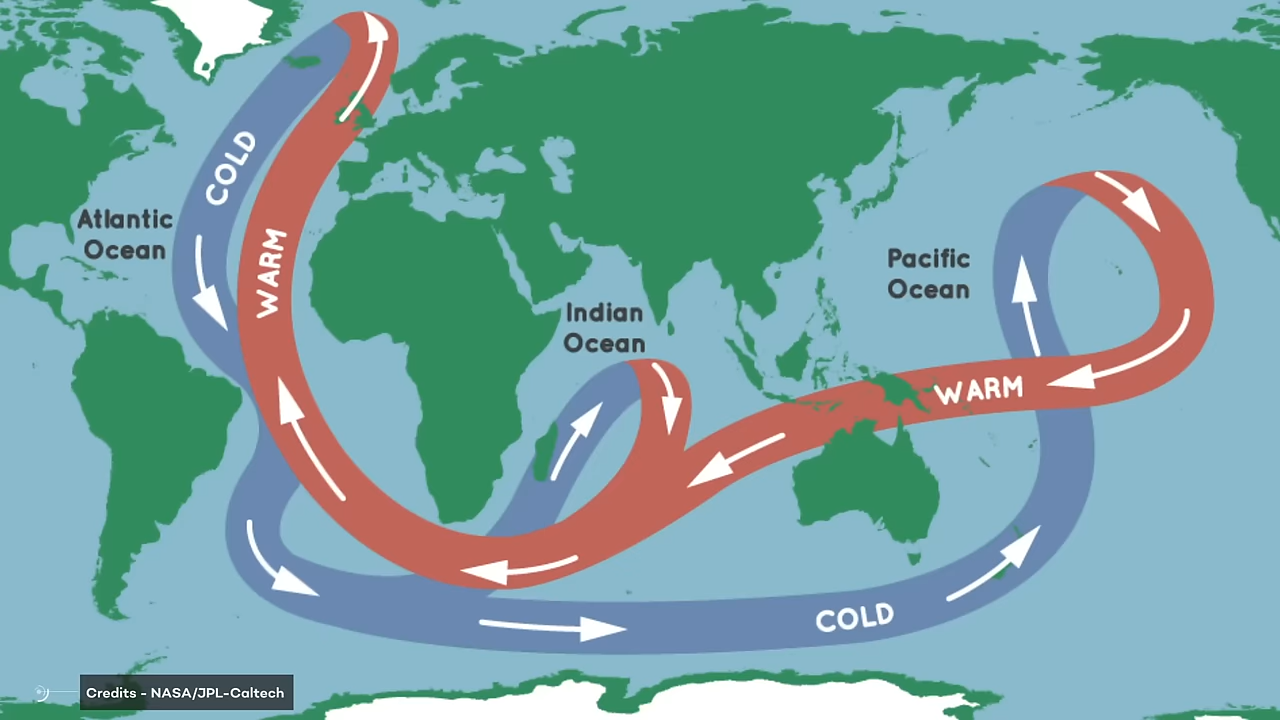 COLD
Atlantic
Ocean
WARM
Indian
Ocean
Pacific
Ocean
WARM
COLD
Credits - NASA/JPL-Caltech